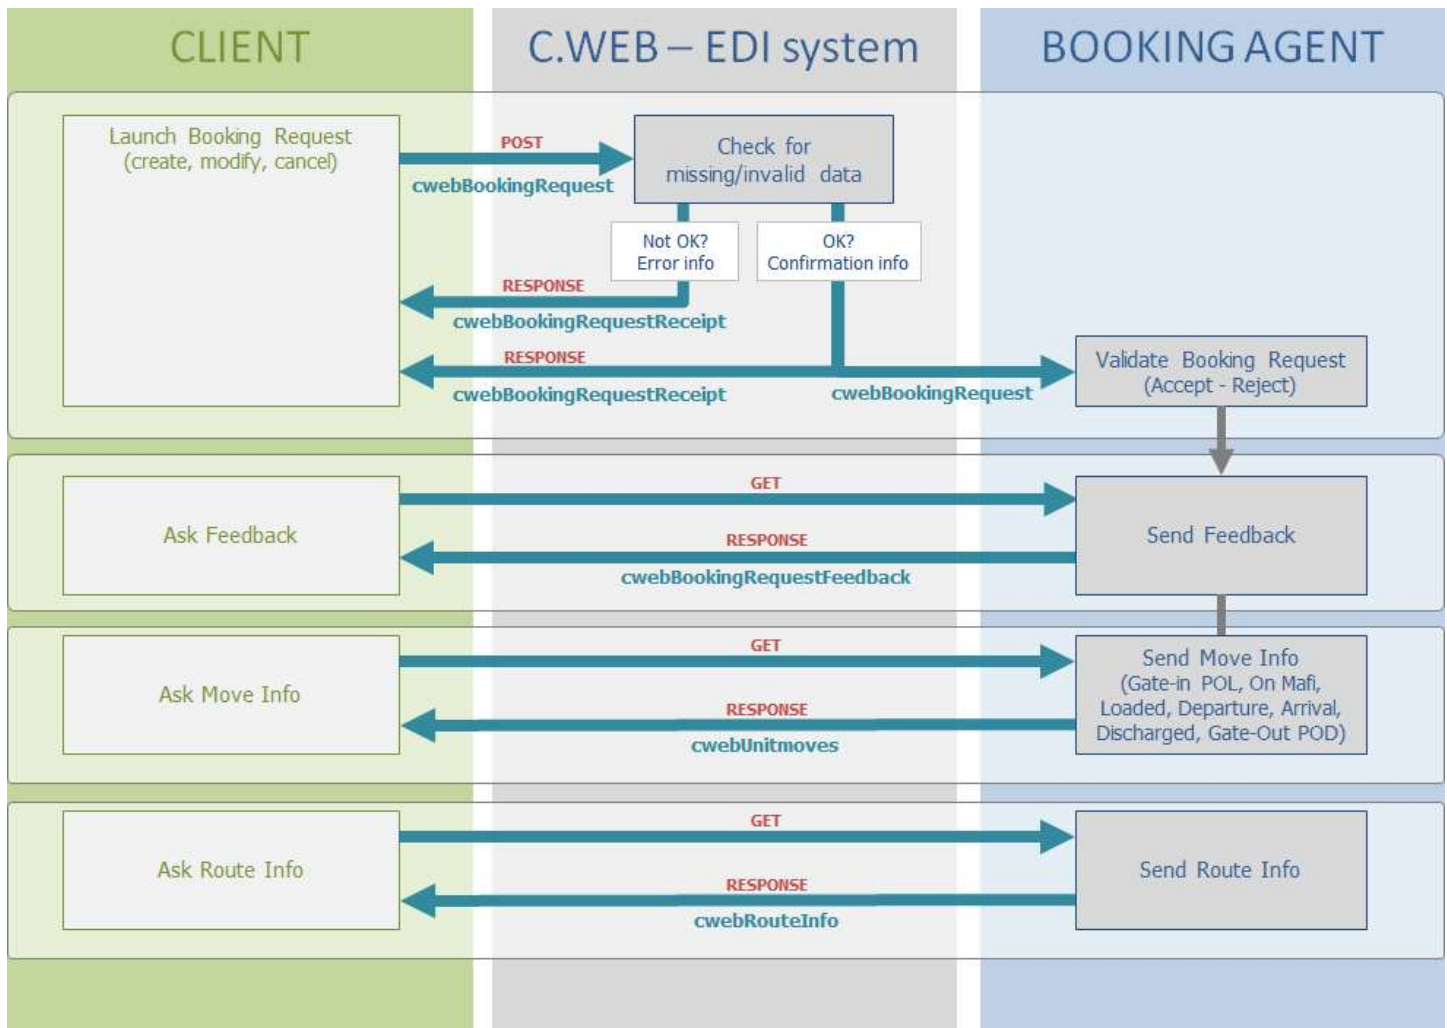 CLIENT
C.WEB – EDI system
BOOKING AGENT
Launch Booking Request
(create, modify, cancel)
POST
cwebBookingRequest
Check for
missing/invalid data
Not OK?
Error info
OK?
Confirmation info
RESPONSE
cwebBookingRequestReceipt
RESPONSE
cwebBookingRequestReceipt
cwebBookingRequest
Validate Booking Request
(Accept - Reject)
Ask Feedback
GET
RESPONSE
cwebBookingRequestFeedback
Send Feedback
Ask Move Info
GET
RESPONSE
cwebUnitmoves
Send Move Info
(Gate-in POL, On Mafi,
Loaded, Departure, Arrival,
Discharged, Gate-Out POD)
Ask Route Info
GET
RESPONSE
cwebRouteInfo
Send Route Info